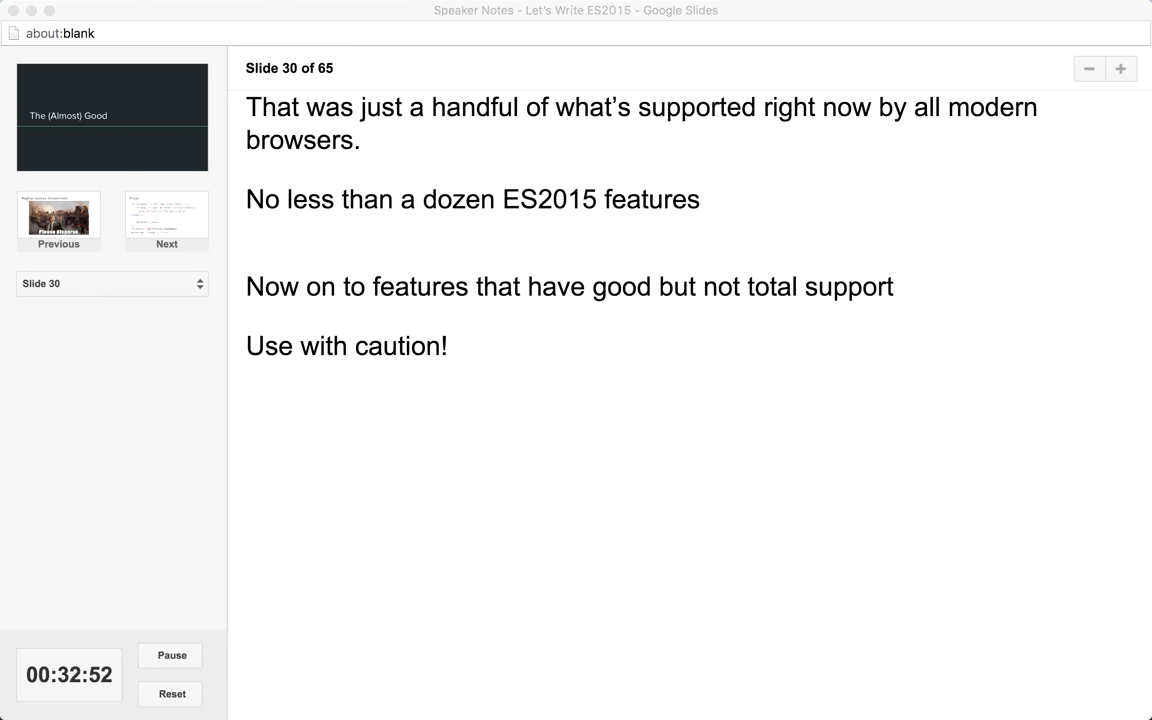 Speaker Notes - Let's Write ES2015 - Google Slides
about:blank
The (Almost) Good
Previous
Next
Slide 30
00:32:52
Pause
Reset
Slide 30 of 65
That was just a handful of what’s supported right now by all modern
browsers.
No less than a dozen ES2015 features
Now on to features that have good but not total support
Use with caution!
Please disperse.
Proxy